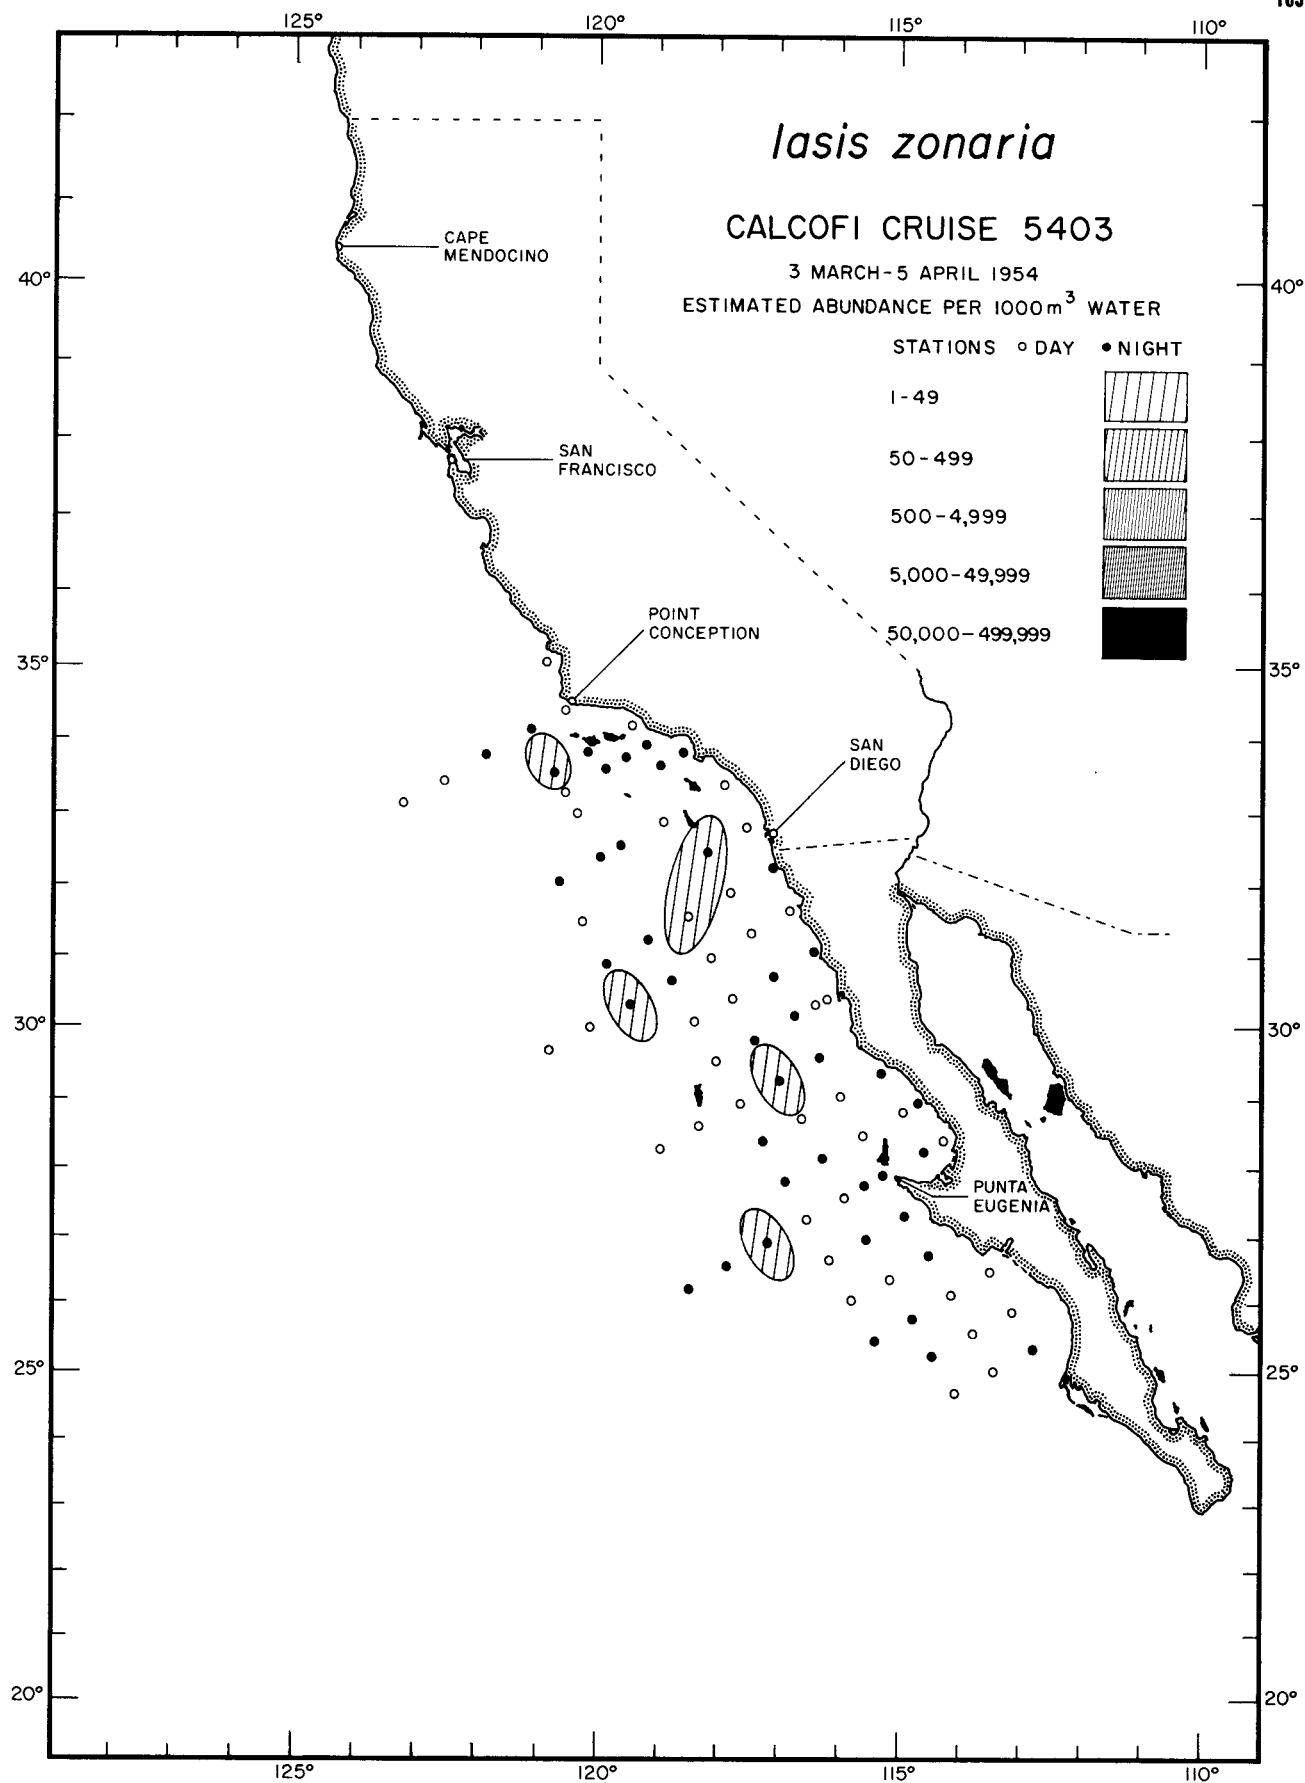 125° 120° 115° 110°
Iasis zonaria
CALCOFI CRUISE 5403
3 MARCH-5 APRIL 1954
ESTIMATED ABUNDANCE PER 1000m³ WATER
STATIONS ○ DAY ● NIGHT
1-49
50-499
500-4,999
5,000-49,999
50,000-499,999
CAPE
MENDOCINO
40° 40°
SAN
FRANCISCO
POINT
CONCEPTION
35° 35°
SAN
DIEGO
30° 30°
PUNTA
EUGENIA
25° 25°
20° 20°
125° 120° 115° 110°